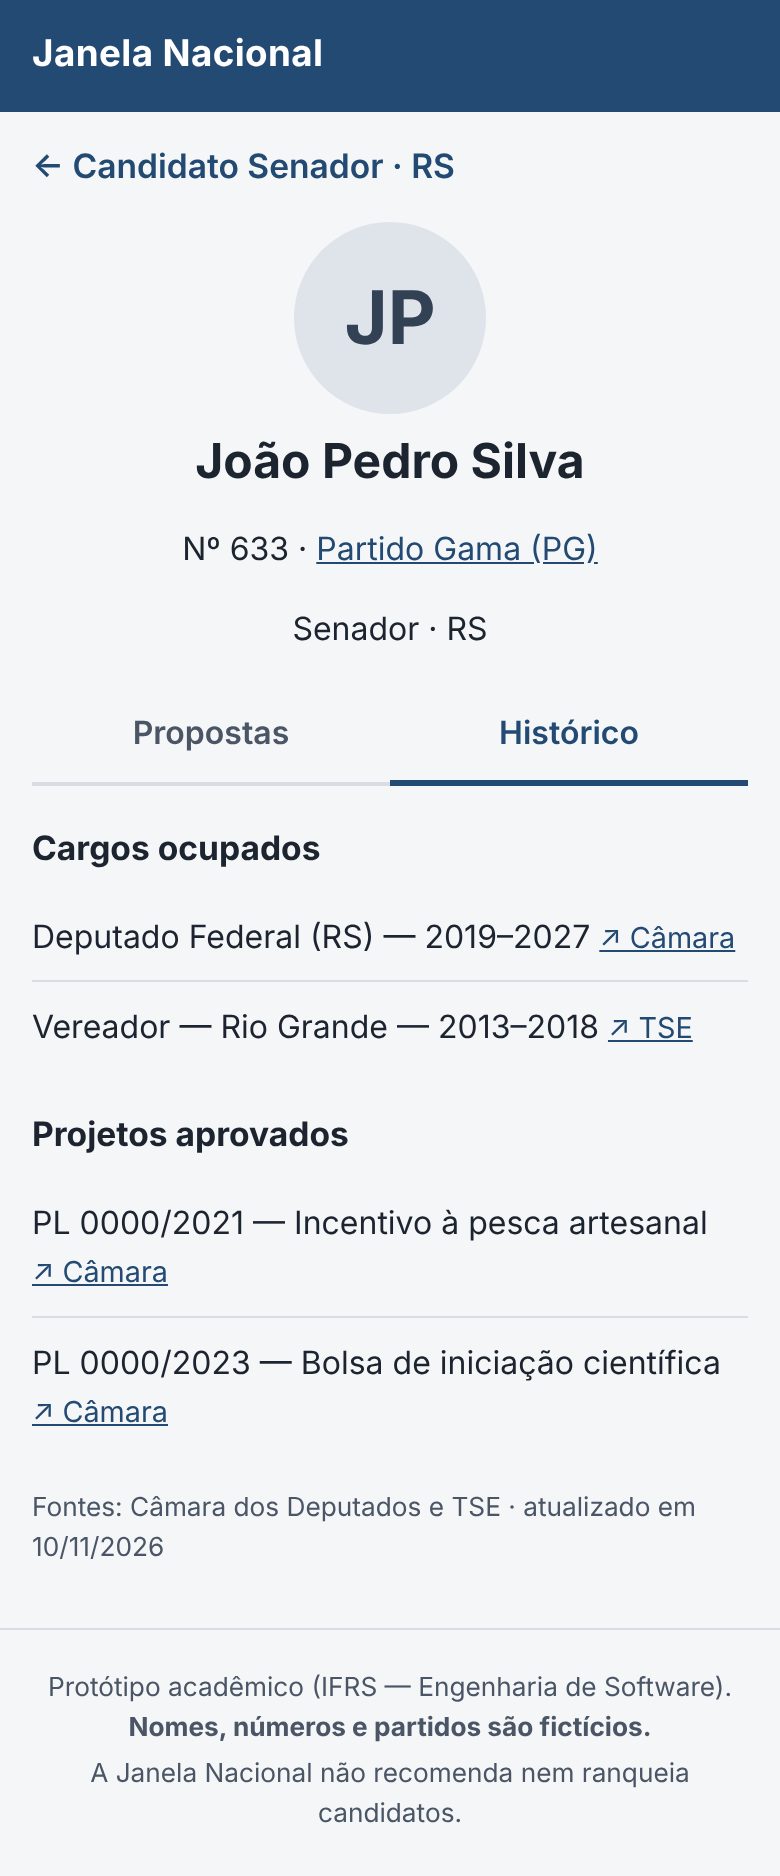 Janela Nacional
← Candidato Senador · RS
JP
João Pedro Silva
Nº 633 · Partido Gama (PG)
Senador · RS
Propostas Histórico
Cargos ocupados
Deputado Federal (RS) — 2019–2027 ↗ Câmara
Vereador — Rio Grande — 2013–2018 ↗ TSE
Projetos aprovados
PL 0000/2021 — Incentivo à pesca artesanal
↗ Câmara
PL 0000/2023 — Bolsa de iniciação científica
↗ Câmara
Fontes: Câmara dos Deputados e TSE · atualizado em
10/11/2026
Protótipo acadêmico (IFRS — Engenharia de Software).
Nomes, números e partidos são fictícios.
A Janela Nacional não recomenda nem ranqueia
candidatos.